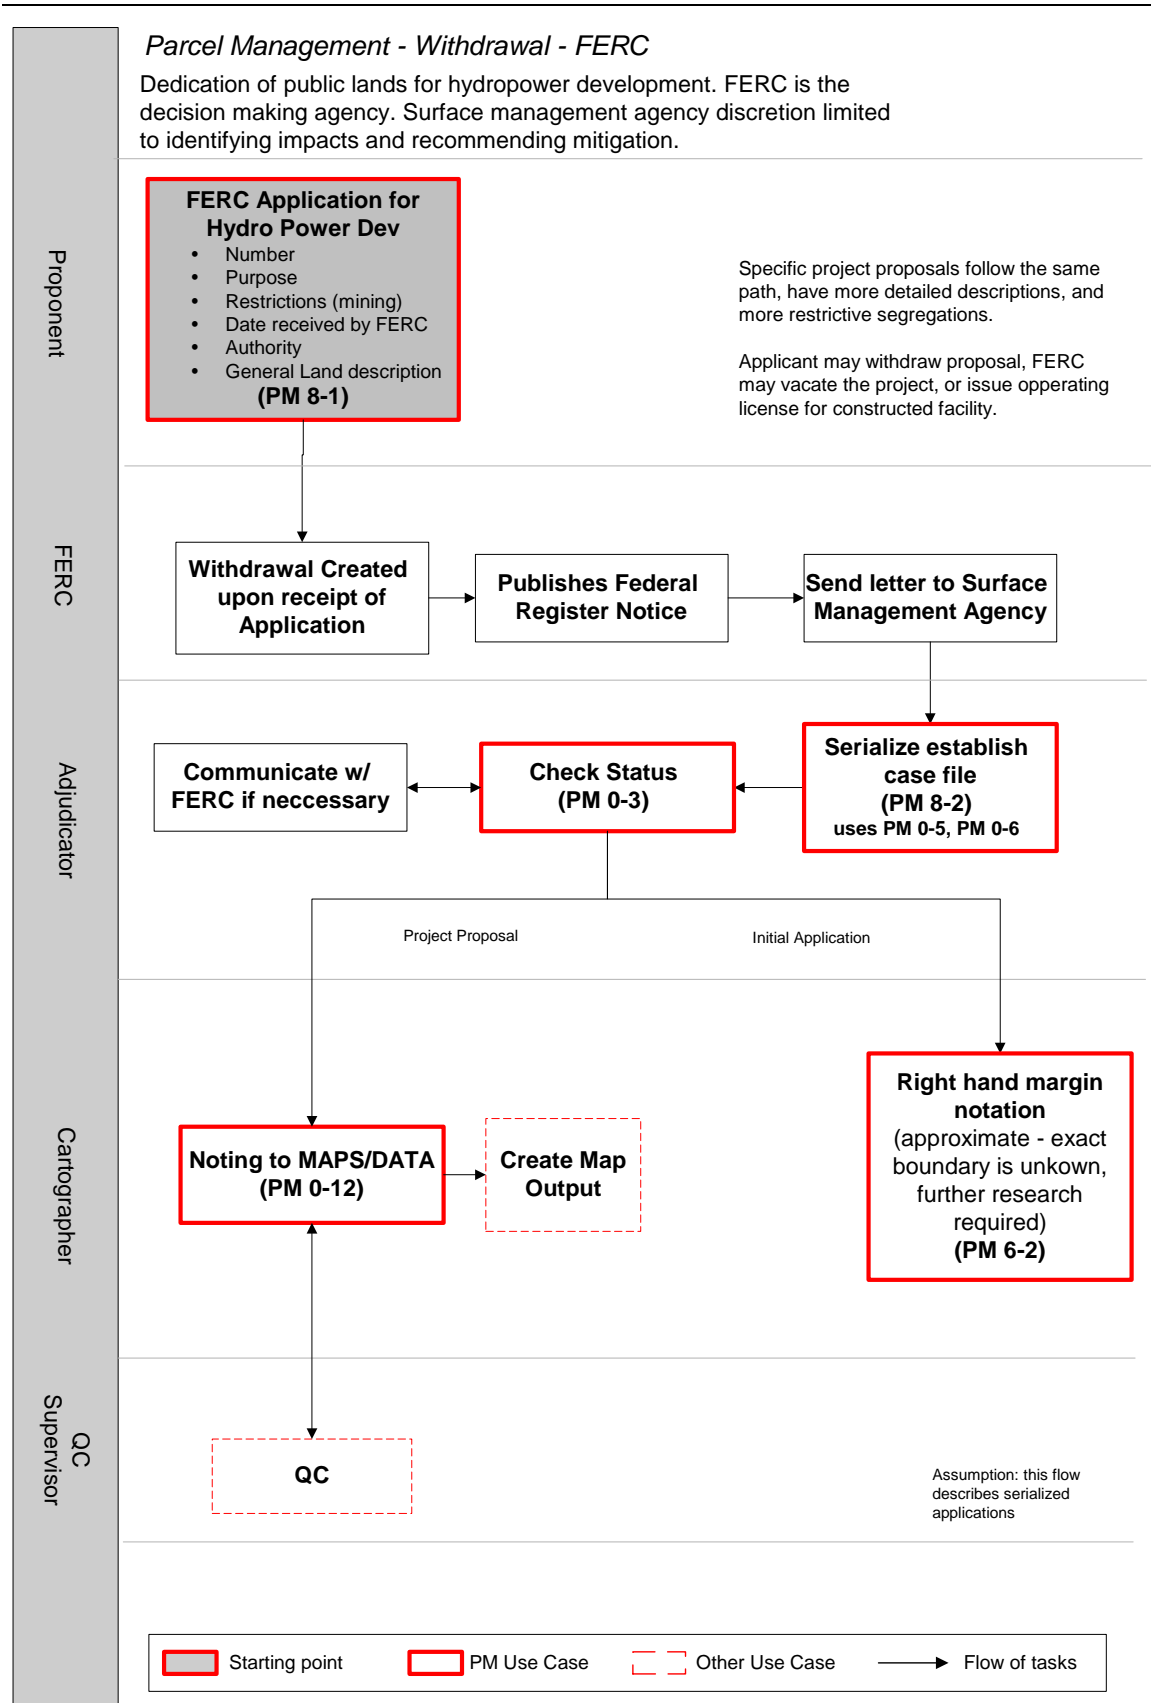 Parcel Management - Withdrawal - FERC
Dedication of public lands for hydropower development. FERC is the
decision making agency. Surface management agency discretion limited
to identifying impacts and recommending mitigation.
Proponent
FERC Application for
Hydro Power Dev
• Number
• Purpose
• Restrictions (mining)
• Date received by FERC
• Authority
• General Land description
(PM 8-1)
Specific project proposals follow the same
path, have more detailed descriptions, and
more restrictive segregations.
Applicant may withdraw proposal, FERC
may vacate the project, or issue opperating
license for constructed facility.
FERC
Withdrawal Created
upon receipt of
Application
Publishes Federal
Register Notice
Send letter to Surface
Management Agency
Adjudicator
Communicate w/
FERC if neccessary
Check Status
(PM 0-3)
Serialize establish
case file
(PM 8-2)
uses PM 0-5, PM 0-6
Project Proposal
Initial Application
Cartographer
Noting to MAPS/DATA
(PM 0-12)
Create Map
Output
Right hand margin
notation
(approximate - exact
boundary is unkown,
further research
required)
(PM 6-2)
QC
Supervisor
QC
Assumption: this flow
describes serialized
applications
Starting point
PM Use Case
Other Use Case
Flow of tasks